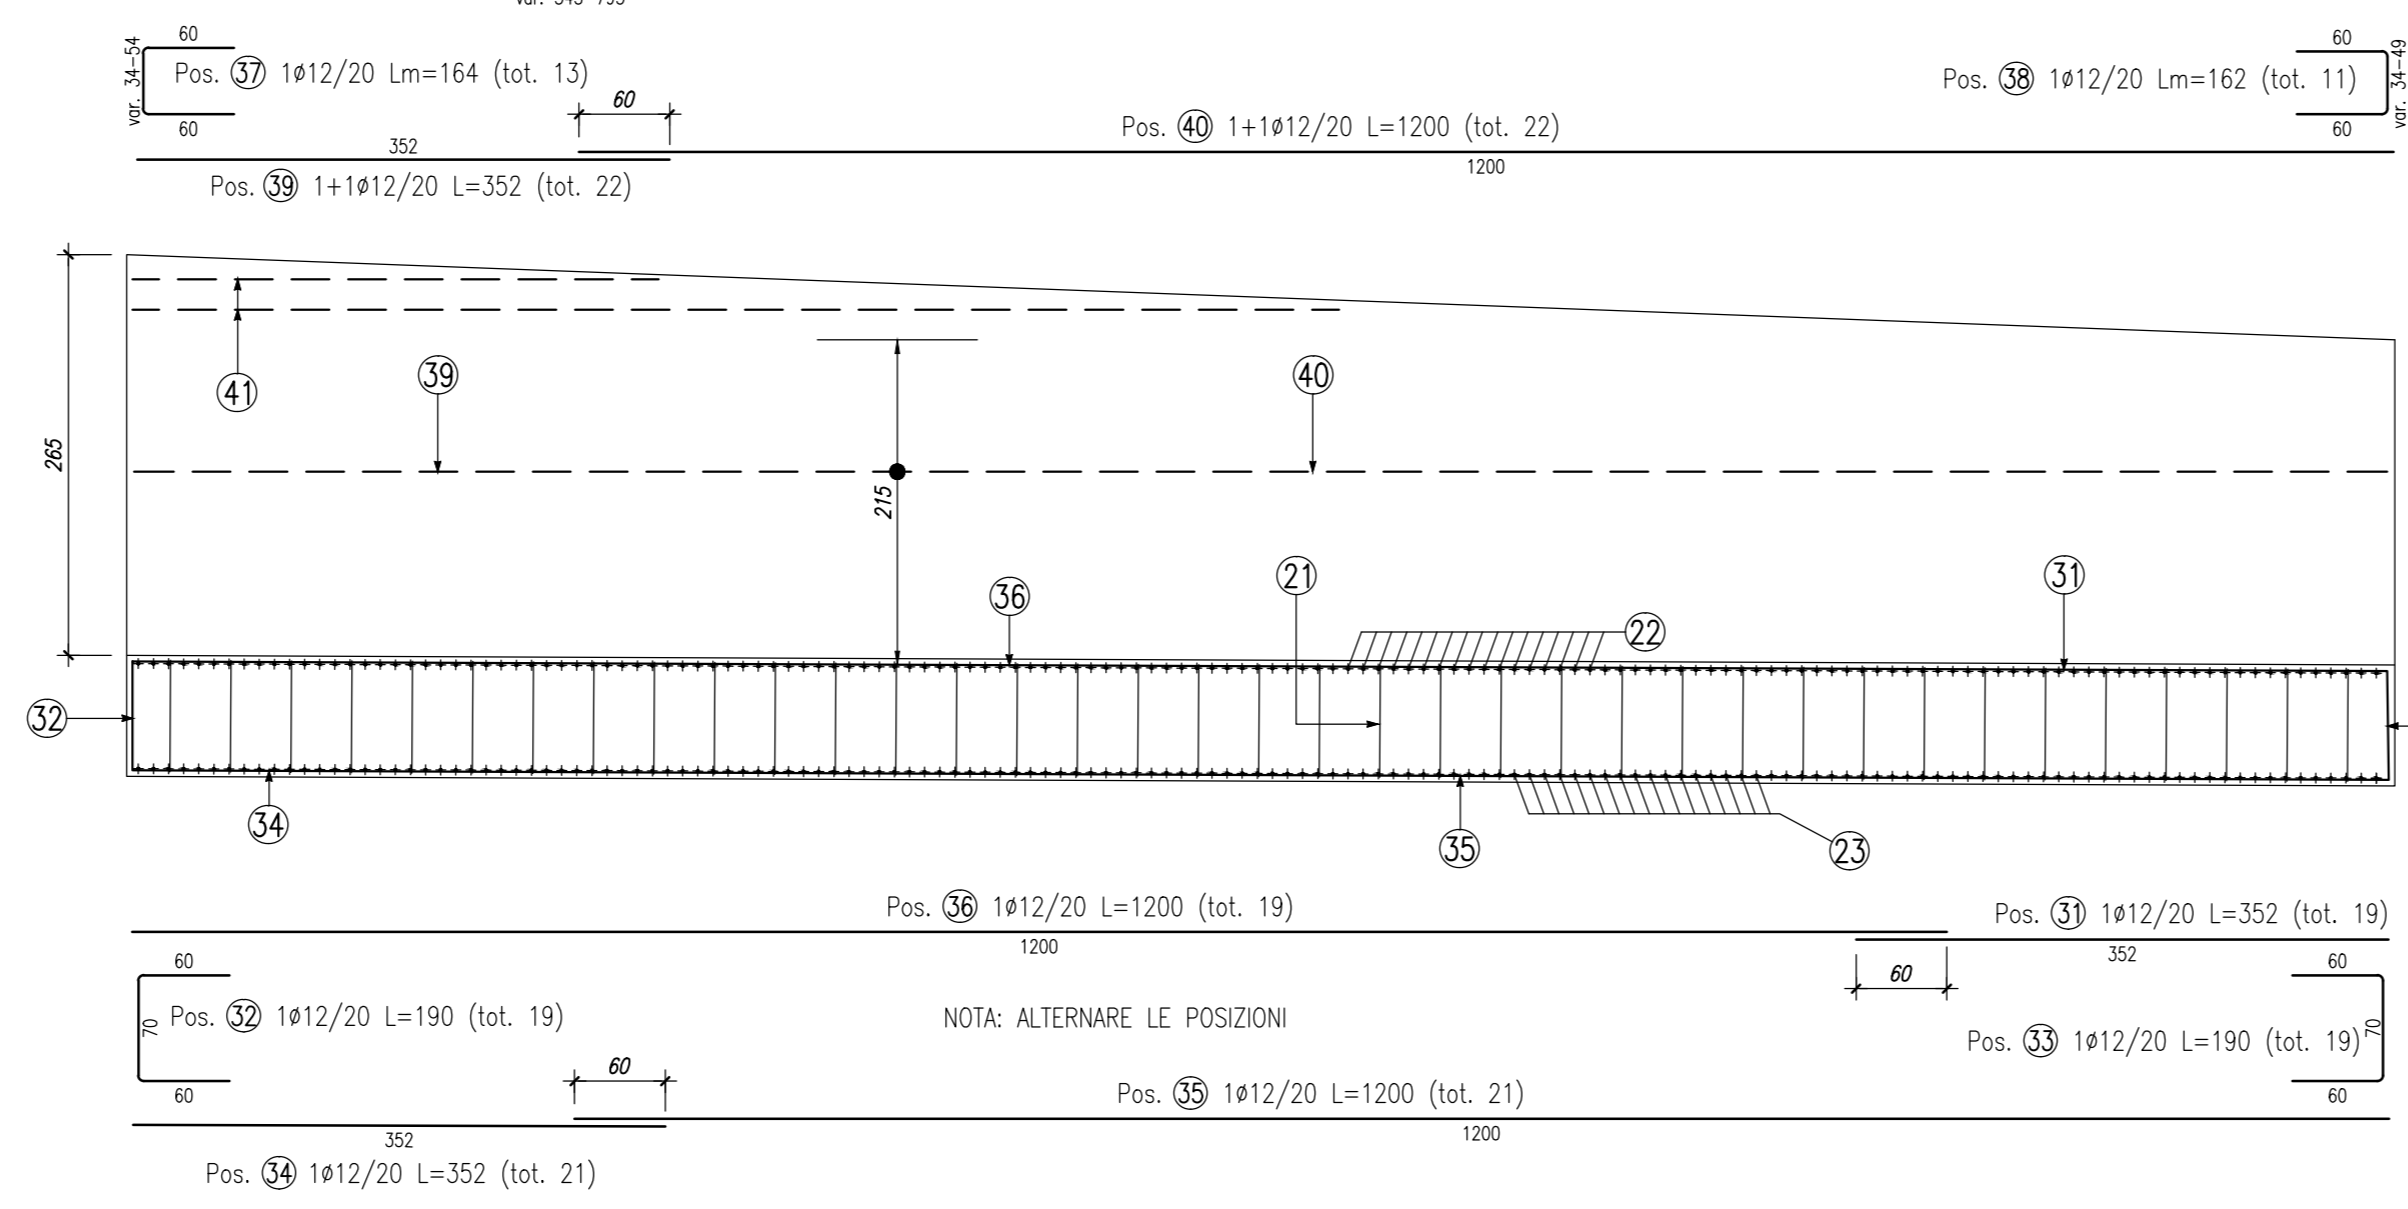 60
var. 34-54
Pos. 37 1ø12/20 Lm=164 (tot. 13)
60
60
352
Pos. 39 1+1ø12/20 L=352 (tot. 22)
Pos. 40 1+1ø12/20 L=1200 (tot. 22)
1200
60
Pos. 38 1ø12/20 Lm=162 (tot. 11)
var. 34-49
60
265
41
39
40
215
36
21
31
22
32
34
35
23
Pos. 36 1ø12/20 L=1200 (tot. 19)
1200
Pos. 31 1ø12/20 L=352 (tot. 19)
352
60
60
70
Pos. 32 1ø12/20 L=190 (tot. 19)
60
NOTA: ALTERNARE LE POSIZIONI
60
Pos. 33 1ø12/20 L=190 (tot. 19)
70
60
60
Pos. 35 1ø12/20 L=1200 (tot. 21)
1200
352
Pos. 34 1ø12/20 L=352 (tot. 21)